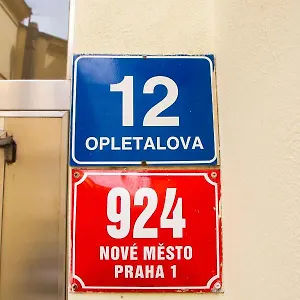 12
OPLETALOVA
924
NOVÉ MĚSTO
PRAHA 1